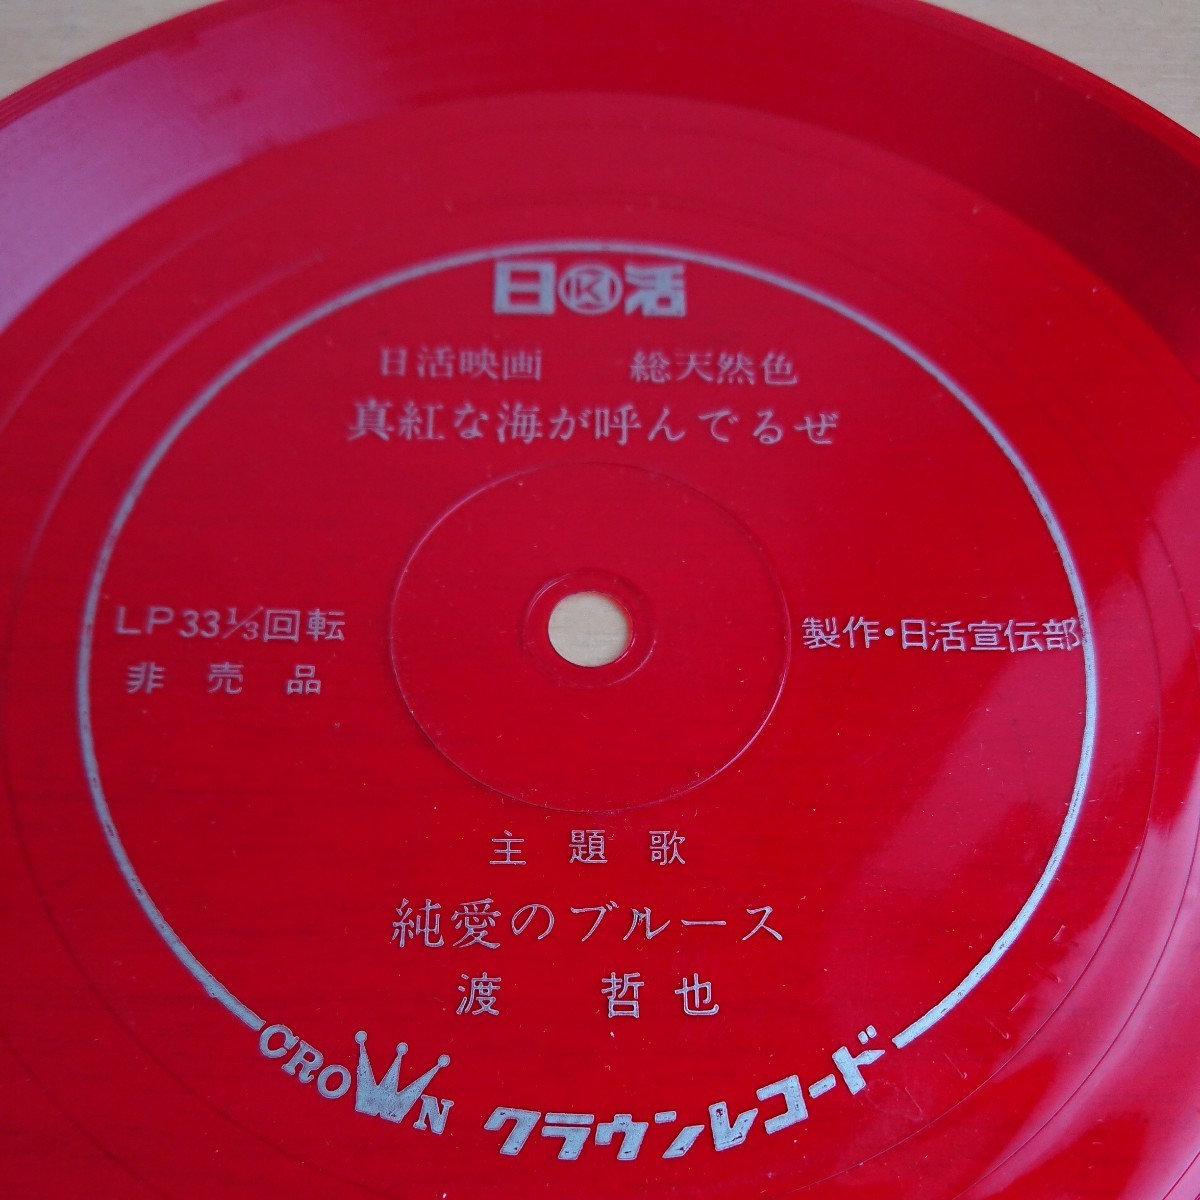 日K活
日活映画 総天然色
真紅な海が呼んでるぜ
LP33⅓回転
非売品
製作・日活宣伝部
主題歌
純愛のブルース
渡 哲也
CROWN クラウンレコード